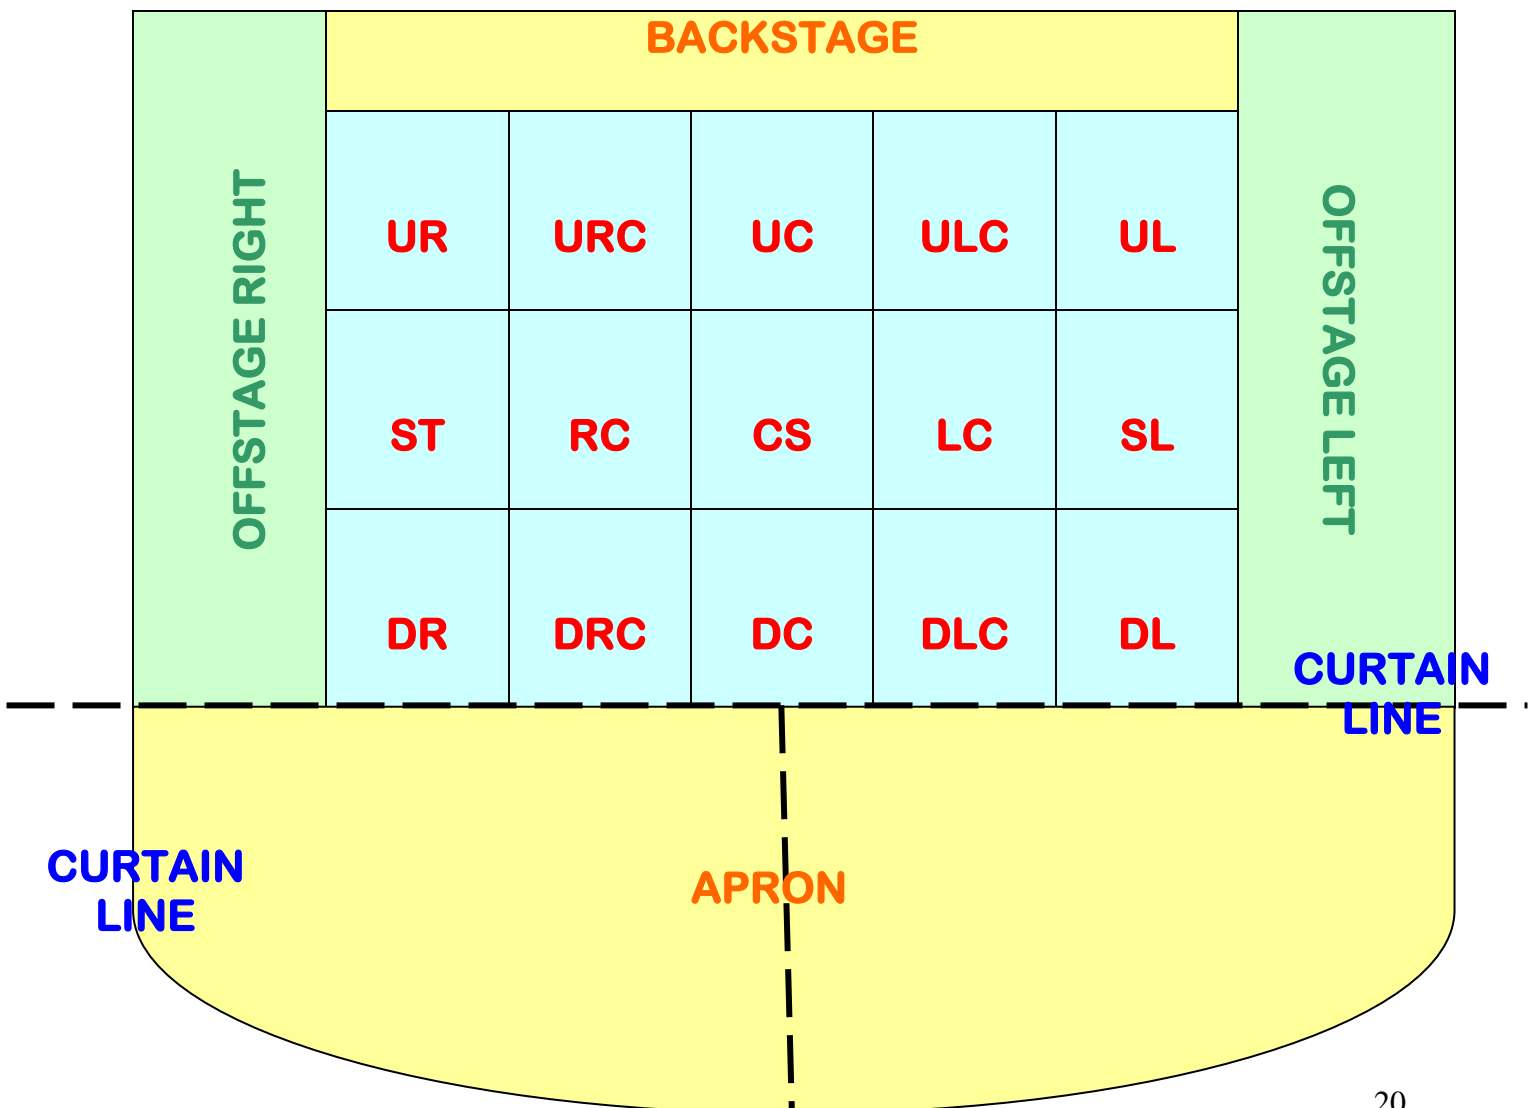 BACKSTAGE
OFFSTAGE RIGHT
OFFSTAGE LEFT
UR URC UC ULC UL
ST RC CS LC SL
DR DRC DC DLC DL
CURTAIN
LINE
CURTAIN
LINE
APRON
20